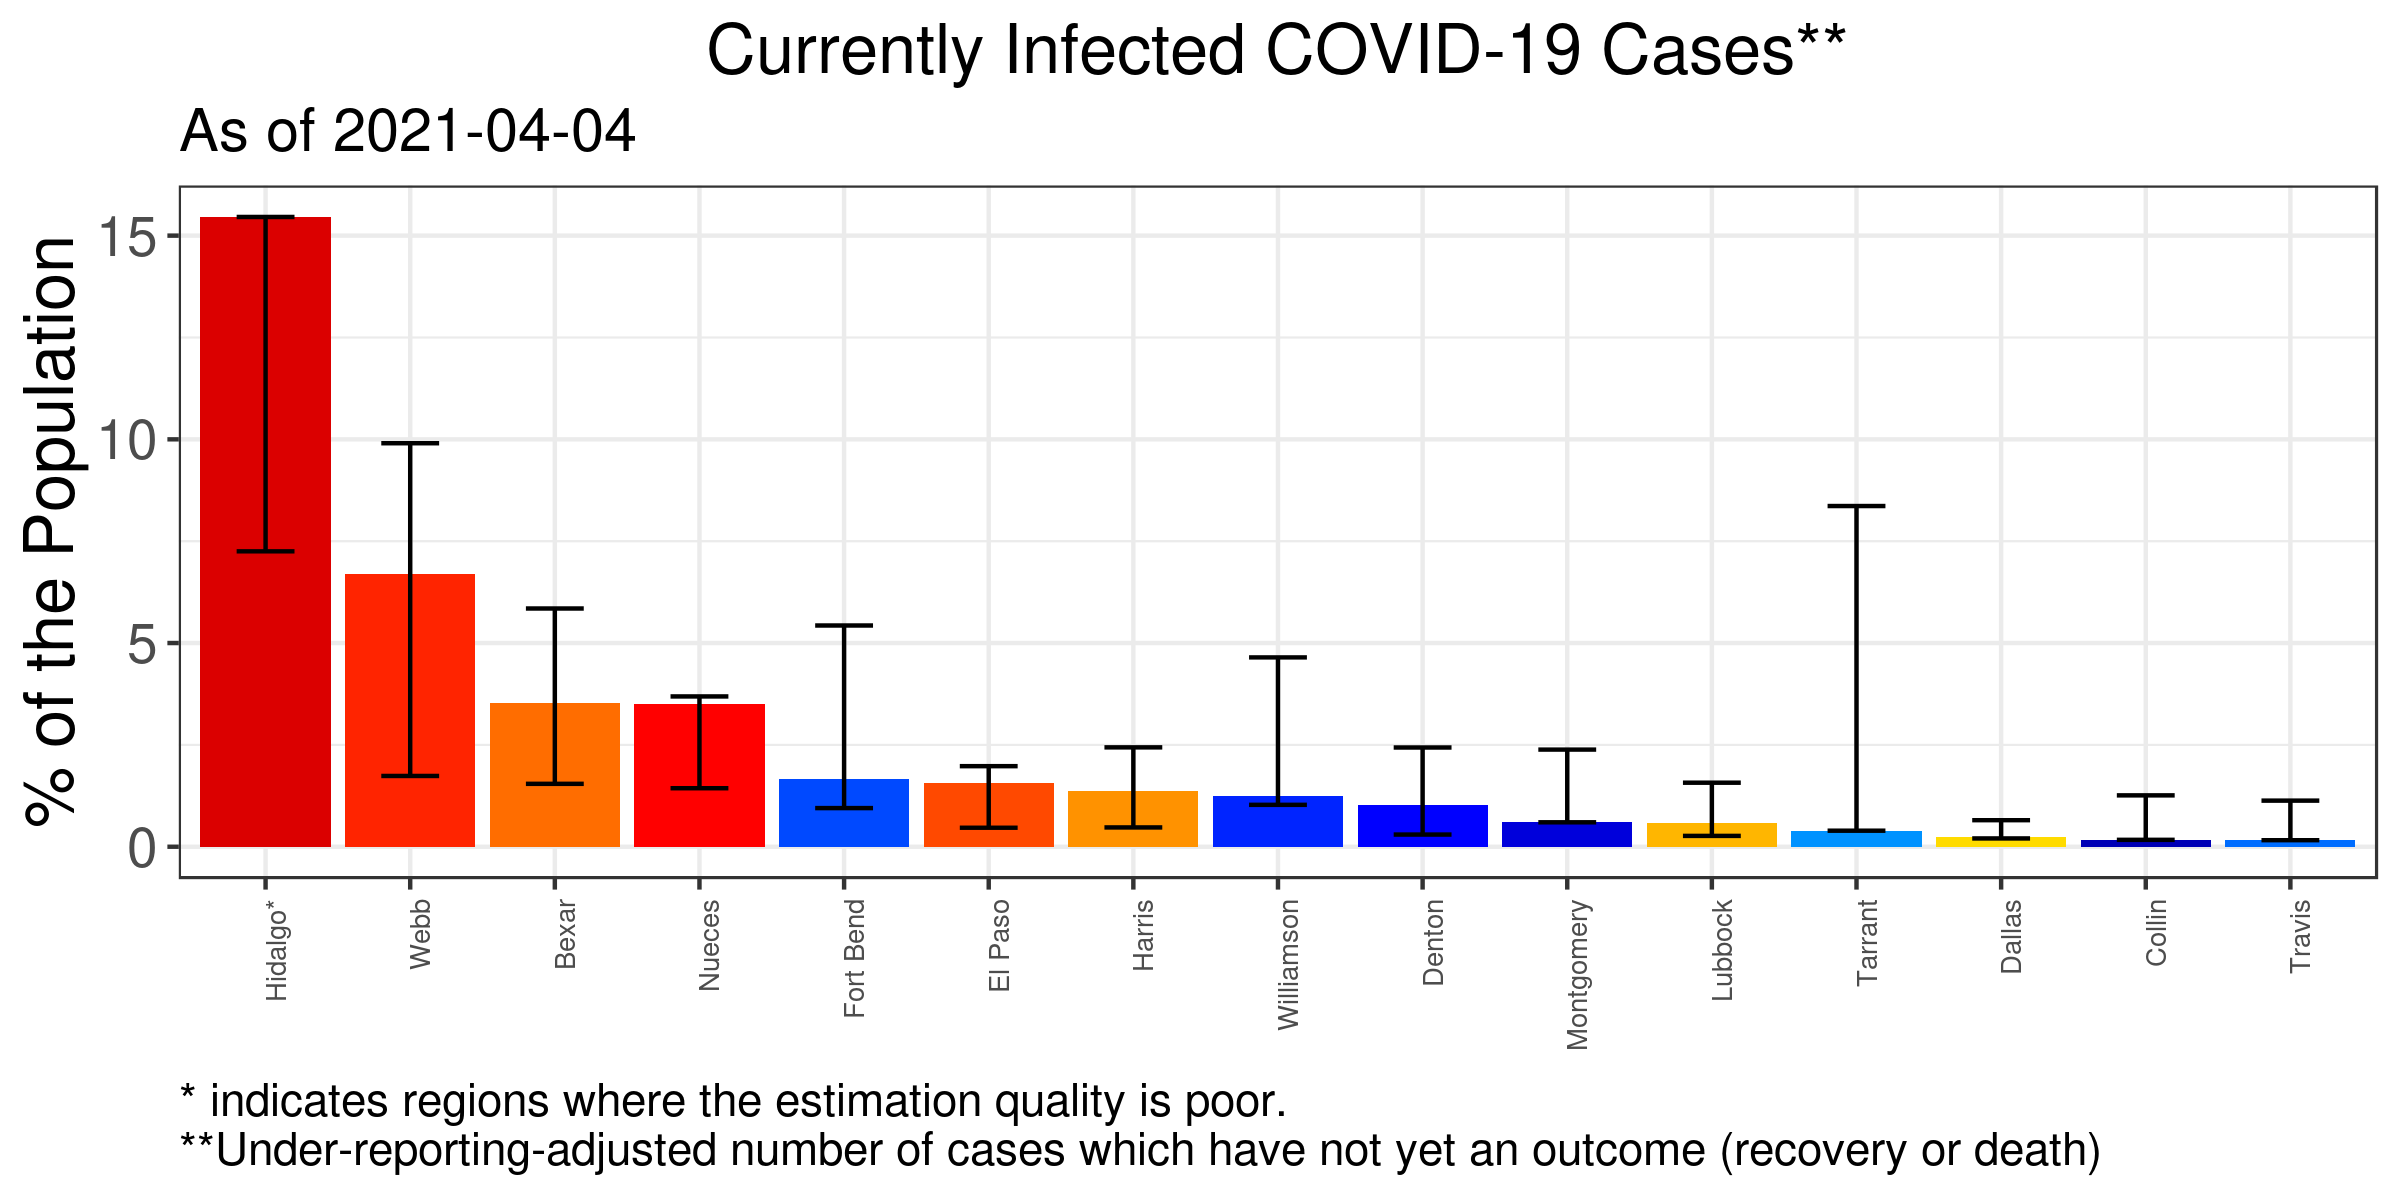 Currently Infected COVID-19 Cases**
As of 2021-04-04
% of the Population
15
10
5
0
Hidalgo*
Webb
Bexar
Nueces
Fort Bend
El Paso
Harris
Williamson
Denton
Montgomery
Lubbock
Tarrant
Dallas
Collin
Travis
* indicates regions where the estimation quality is poor.
**Under-reporting-adjusted number of cases which have not yet an outcome (recovery or death)